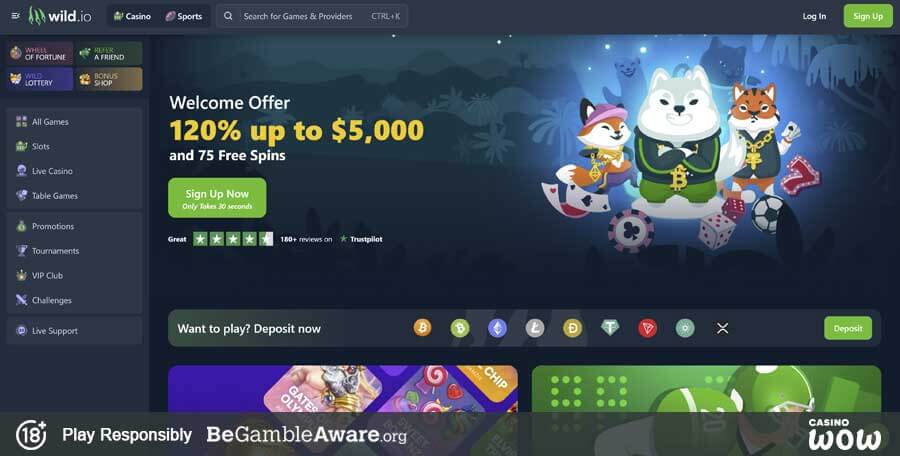 wild.io
Casino
Sports
Search for Games & Providers
CTRL+K
Log In
Sign Up
WHEEL
OF FORTUNE
REFER
A FRIEND
WILD
LOTTERY
BONUS
SHOP
All Games
Slots
Live Casino
Table Games
Promotions
Tournaments
VIP Club
Challenges
Live Support
Welcome Offer
120% up to $5,000
and 75 Free Spins
Sign Up Now
Only Takes 30 seconds
Great
180+ reviews on
Trustpilot
Want to play? Deposit now
Deposit
GATES
CHIP
18+
Play Responsibly
BeGambleAware.org
CASINO
WOW